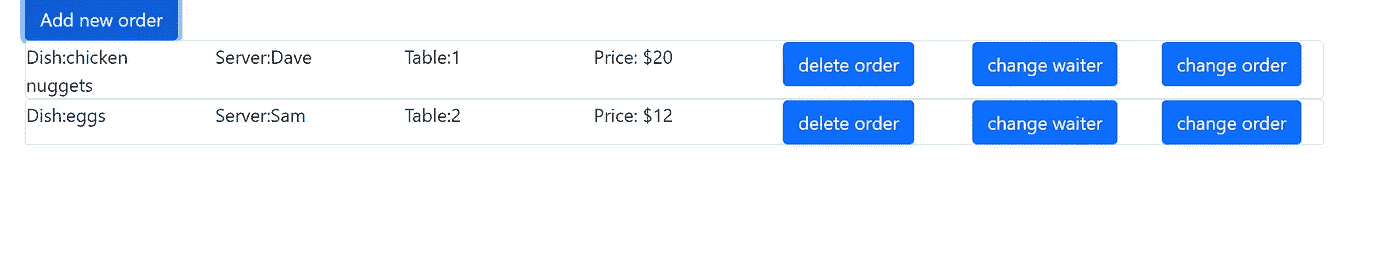 Add new order
Dish:chicken Server:Dave Table:1 Price: $20 delete order change waiter change order
nuggets
Dish:eggs Server:Sam Table:2 Price: $12 delete order change waiter change order